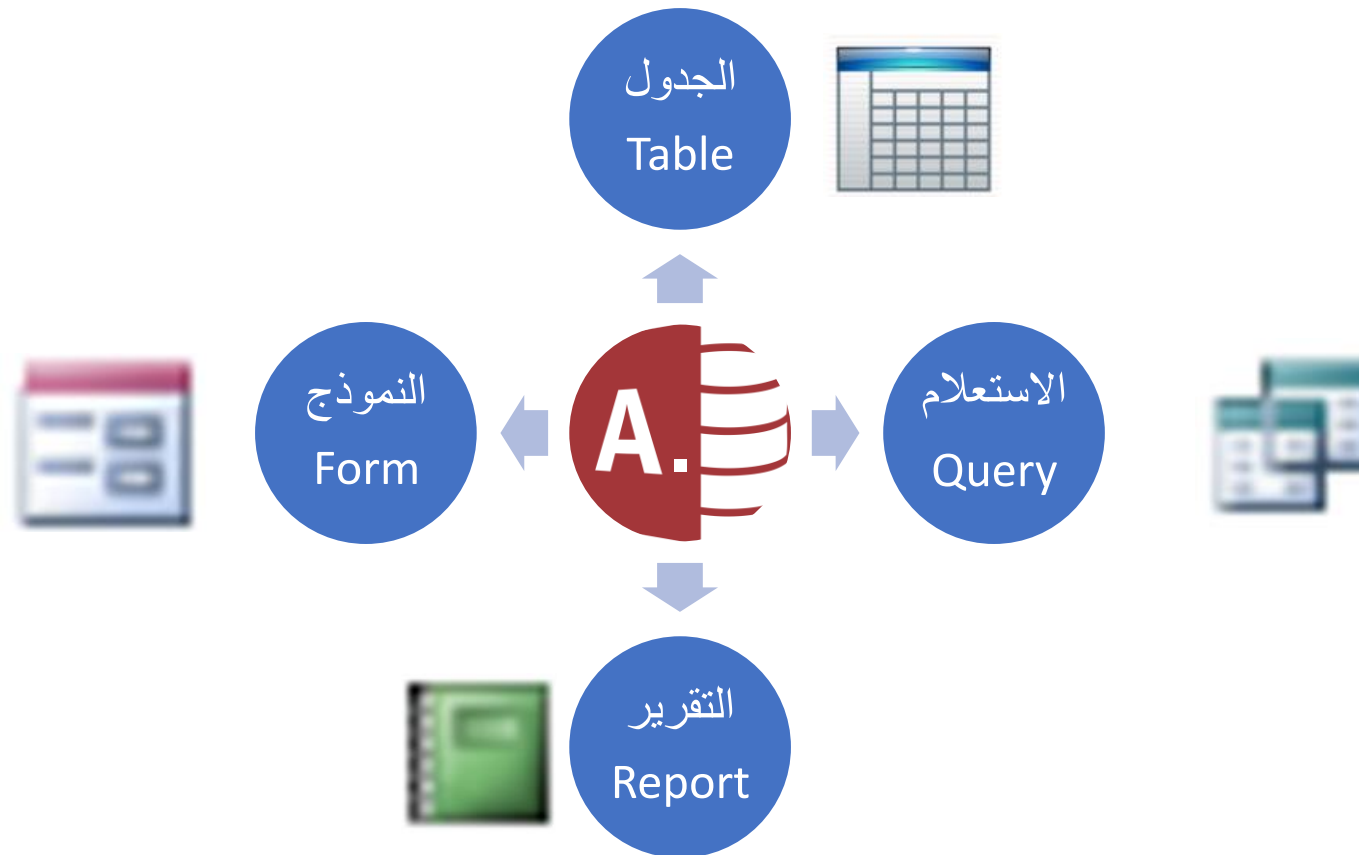 الجدول
Table
النموذج
Form
A
الاستعلام
Query
التقرير
Report